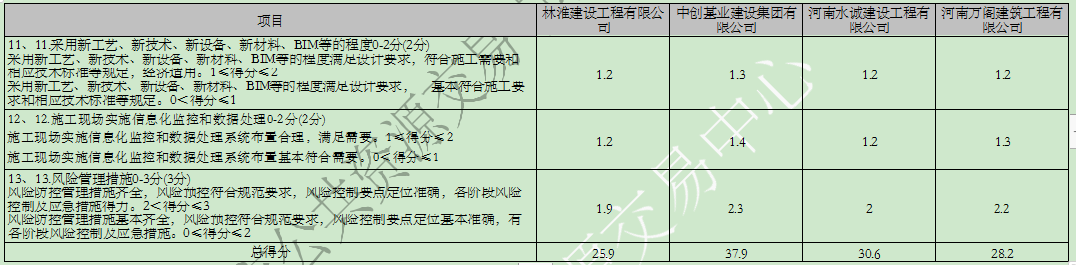 项目
林淮建设工程有限公
司
中创基业建设集团有
限公司
河南水诚建设工程有
限公司
河南万阁建筑工程有
限公司
11、11.采用新工艺、新技术、新设备、新材料、BIM等的程度0-2分(2分)
采用新工艺、新技术、新设备、新材料、BIM等的程度满足设计要求，符合施工需要和
相应技术标准等规定，经济适用。1≤得分≤2
采用新工艺、新技术、新设备、新材料、BIM等的程度满足设计要求， 基本符合施工要
求和相应技术标准等规定。0＜得分≤1
1.2
1.3
1.2
1.2
12、12.施工现场实施信息化监控和数据处理0-2分(2分)
施工现场实施信息化监控和数据处理系统布置合理，满足需要。1≤得分≤2
施工现场实施信息化监控和数据处理系统布置基本符合需要。0＜得分≤1
1.2
1.4
1.2
1.3
13、13.风险管理措施0-3分(3分)
风险防控管理措施齐全，风险预控符合规范要求，风险控制要点定位准确，各阶段风险
控制及应急措施得力。2＜得分≤3
风险防控管理措施基本齐全，风险预控符合规范要求，风险控制要点定位基本准确，有
各阶段风险控制及应急措施。0≤得分≤2
1.9
2.3
2
2.2
总得分
25.9
37.9
30.6
28.2
公共资源交易
交易中心